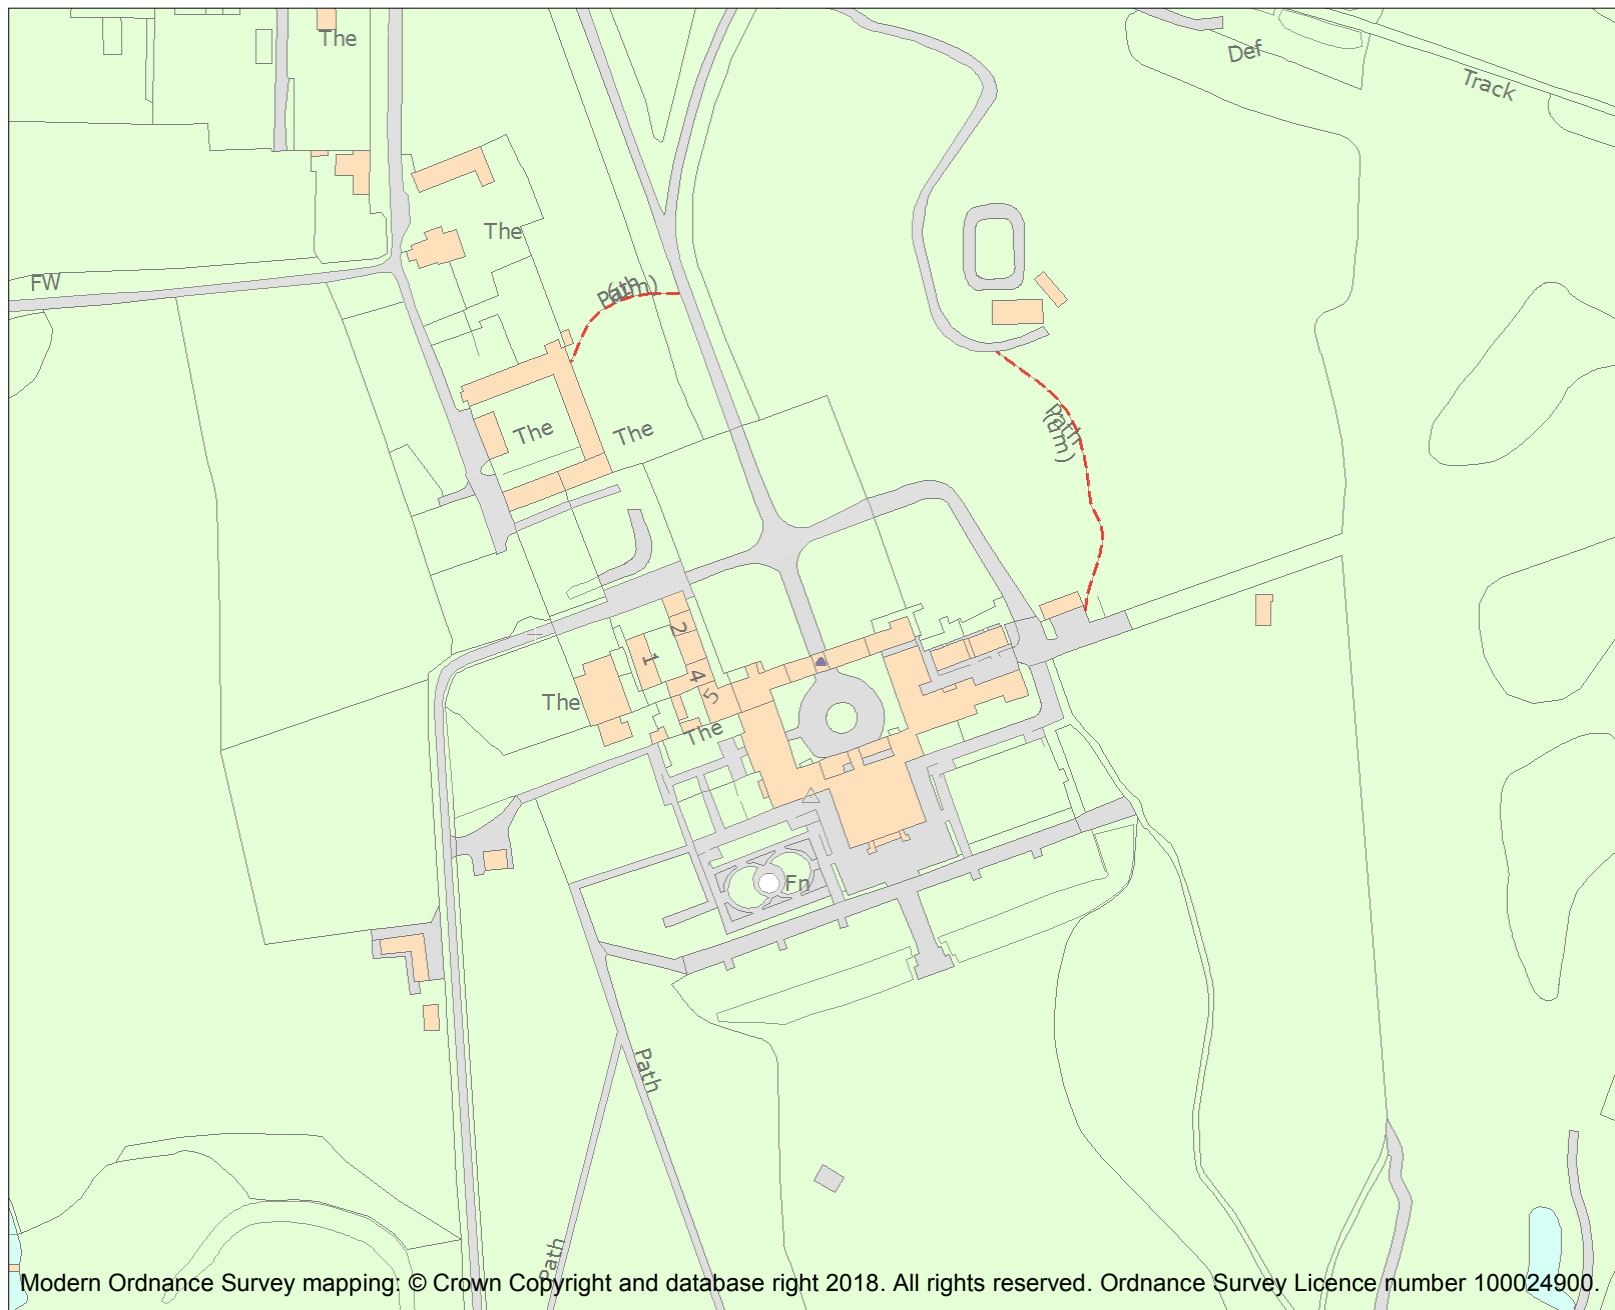 The
Def
Track
The
FW
Path
(um)
The
The
Path
(um)
2
1
4
5
The
The
Fn
Path
Path
Modern Ordnance Survey mapping: © Crown Copyright and database right 2018. All rights reserved. Ordnance Survey Licence number 100024900.